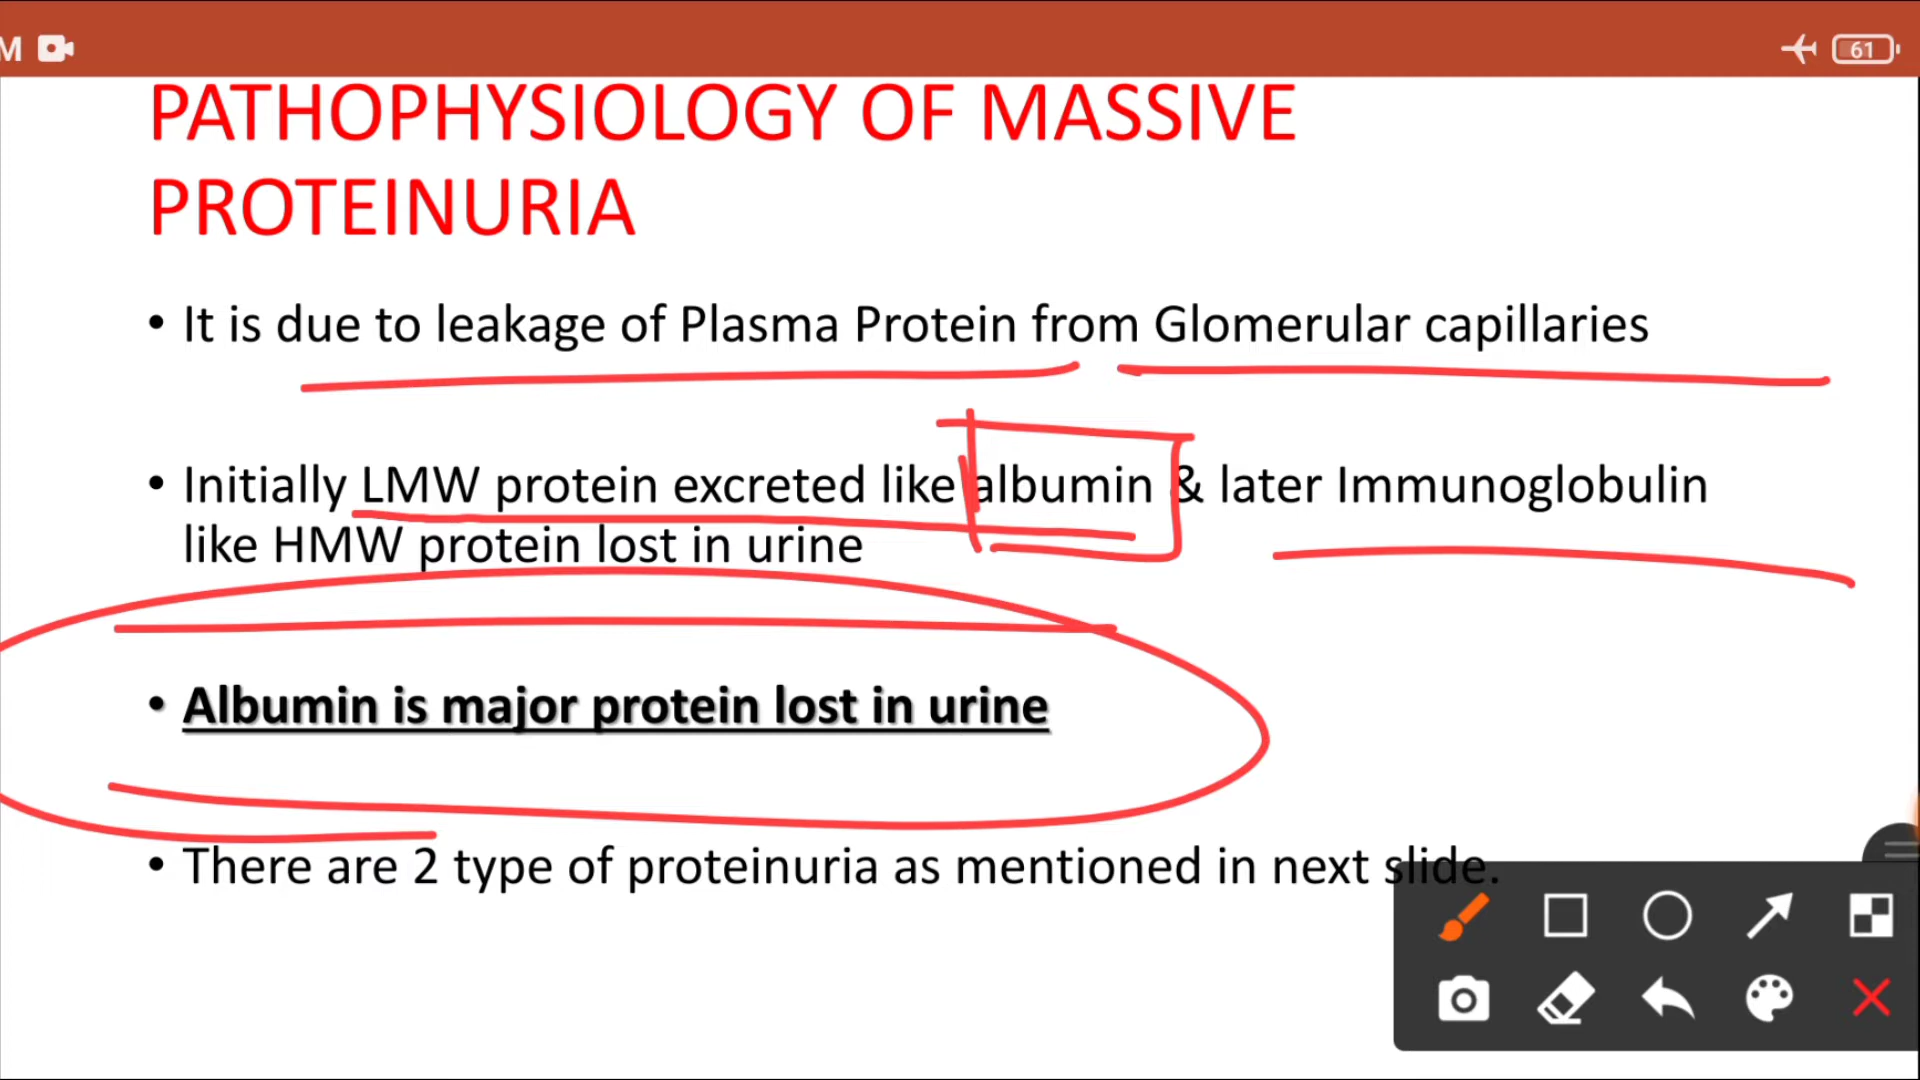 M
61
PATHOPHYSIOLOGY OF MASSIVE
PROTEINURIA
• It is due to leakage of Plasma Protein from Glomerular capillaries
• Initially LMW protein excreted like albumin & later Immunoglobulin
like HMW protein lost in urine
• Albumin is major protein lost in urine
• There are 2 type of proteinuria as mentioned in next slide.